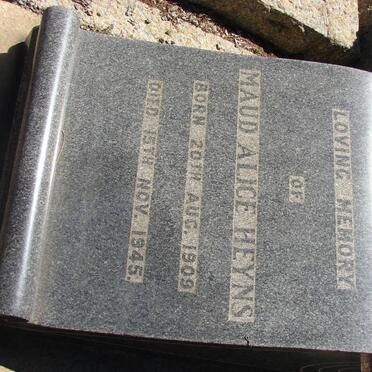 LOVING MEMORY
OF
MAUD ALICE HEYNS
BORN 20TH AUG. 1909
DIED 15TH NOV. 1945.